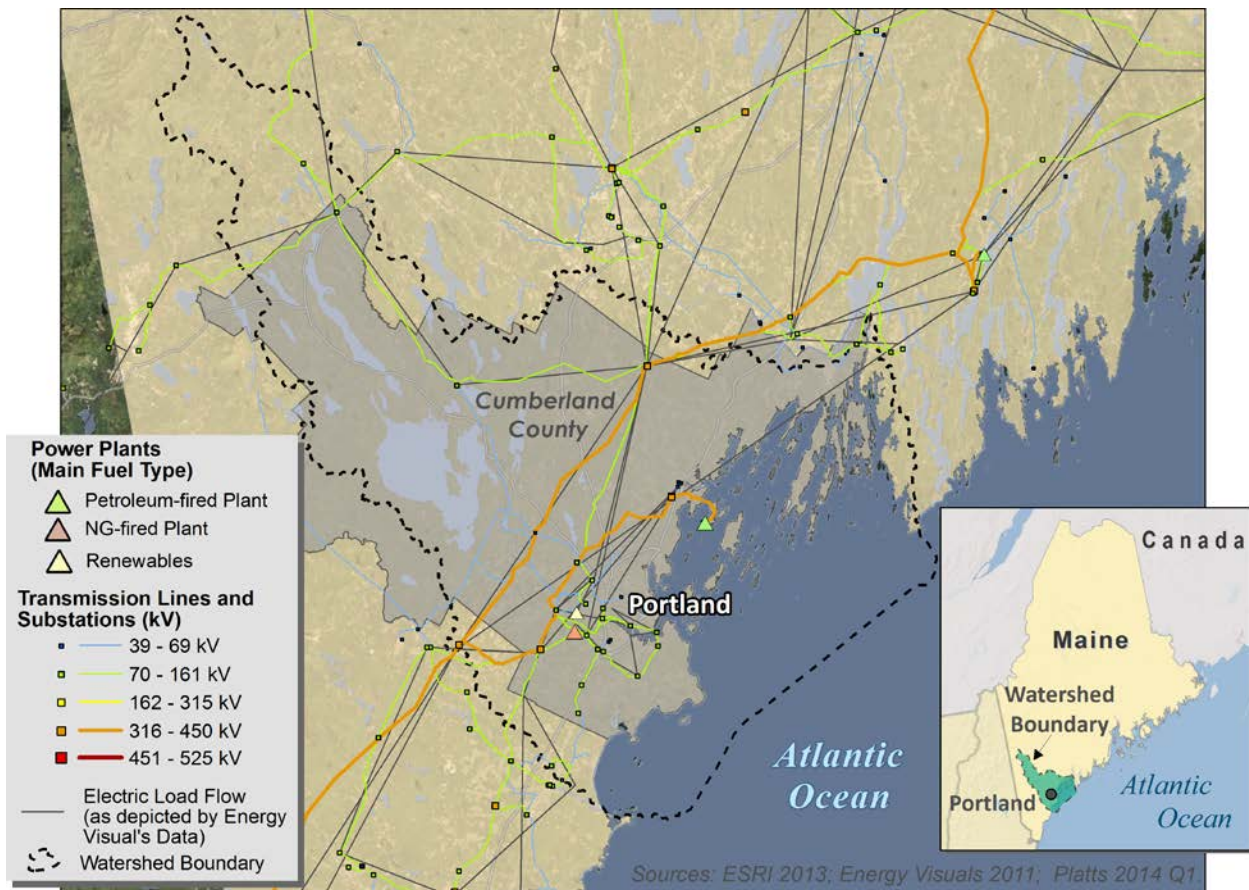 Cumberland
County
Portland
Atlantic
Ocean
Power Plants
(Main Fuel Type)
Petroleum-fired Plant
NG-fired Plant
Renewables
Transmission Lines and
Substations (kV)
39 - 69 kV
70 - 161 kV
162 - 315 kV
316 - 450 kV
451 - 525 kV
Electric Load Flow
(as depicted by Energy
Visual's Data)
Watershed Boundary
Canada
Maine
Watershed
Boundary
Portland
Atlantic
Ocean
Sources: ESRI 2013; Energy Visuals 2011; Platts 2014 Q1.